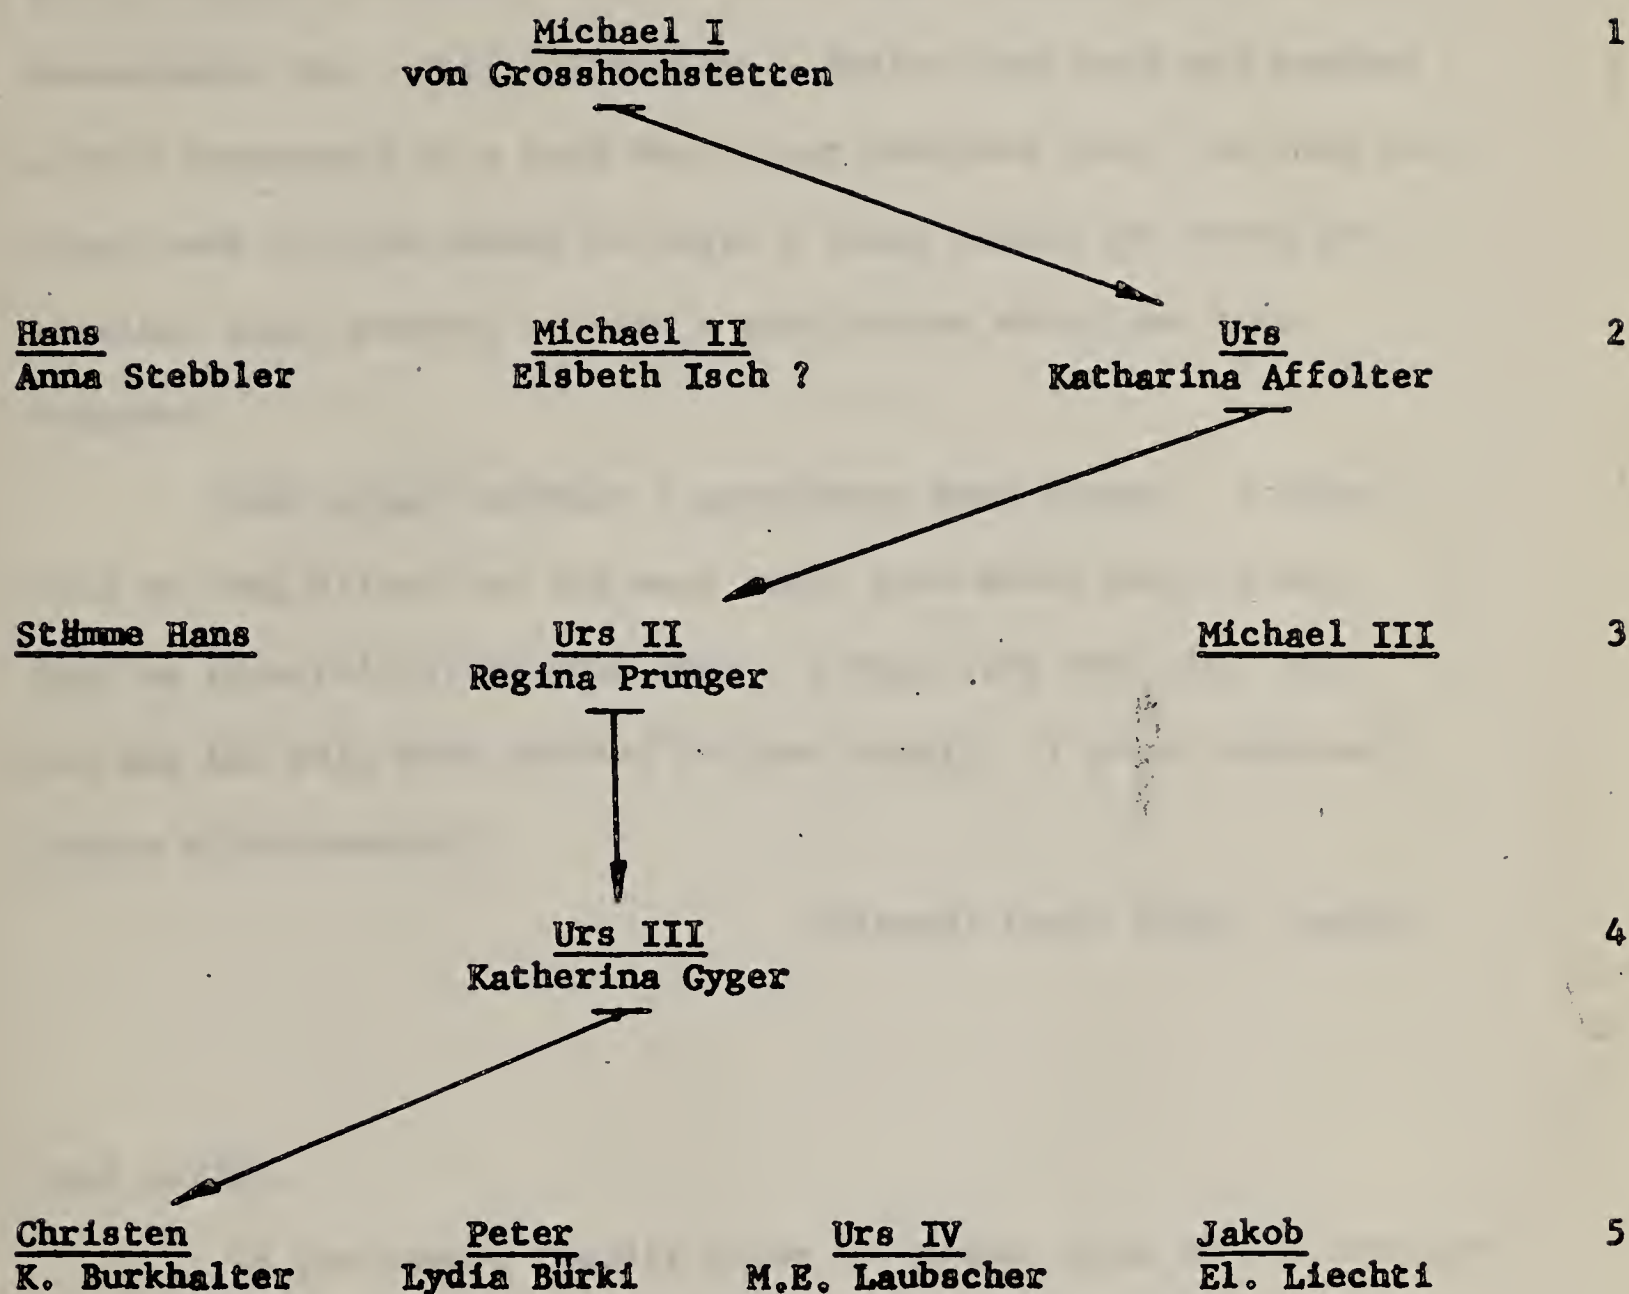 Michael I 1
von Grosshochstetten
Hans Michael II Urs 2
Anna Stebbler Elsbeth Isch ? Katharina Affolter
Stämme Hans Urs II Michael III 3
Regina Prunger
Urs III 4
Katherina Gyger
Christen Peter Urs IV Jakob 5
K. Burkhalter Lydia Bürki M.E. Laubscher El. Liechti